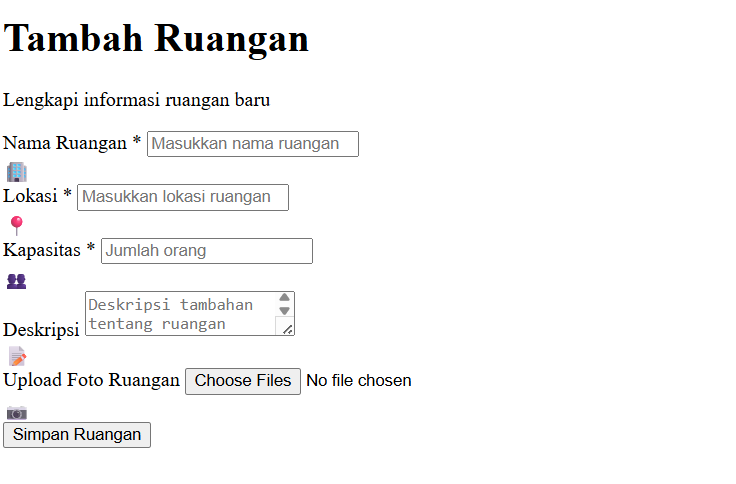 Tambah Ruangan
Lengkapi informasi ruangan baru
Nama Ruangan * Masukkan nama ruangan
Lokasi * Masukkan lokasi ruangan
Kapasitas * Jumlah orang
Deskripsi Deskripsi tambahan
tentang ruangan
Upload Foto Ruangan Choose Files No file chosen
Simpan Ruangan